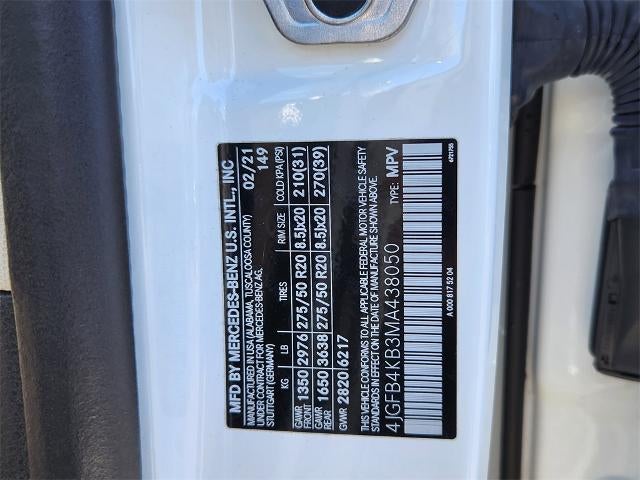 MFD BY MERCEDES-BENZ U.S. INTL., INC
MANUFACTURED IN USA (ALABAMA, TUSCALOOSA COUNTY) 02/21
UNDER CONTRACT FOR MERCEDES-BENZ AG, 149
STUTTGART (GERMANY)
KG LB TIRES RIM SIZE COLD KPA (PSI)
GAWR FRONT 1350 2976 275/50 R20 8.5Jx20 210(31)
GAWR REAR 1650 3638 275/50 R20 8.5Jx20 270(39)
GVWR 2820 6217
THIS VEHICLE CONFORMS TO ALL APPLICABLE FEDERAL MOTOR VEHICLE SAFETY
STANDARDS IN EFFECT ON THE DATE OF MANUFACTURE SHOWN ABOVE.
4JGFB4KB3MA438050 TYPE: MPV
A 000 817 52 04